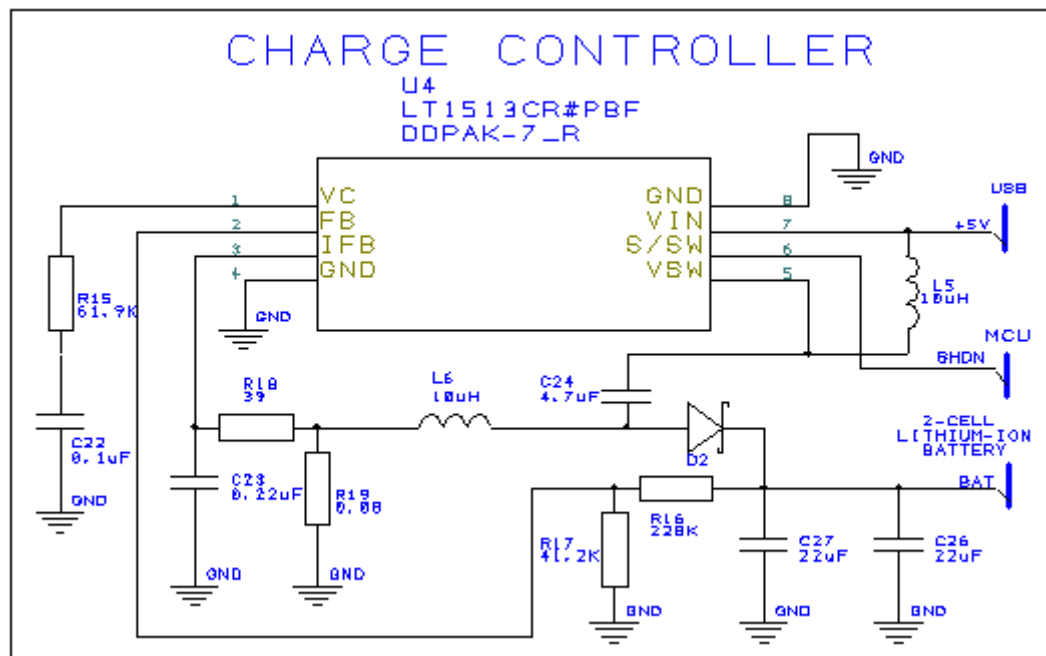 CHARGE CONTROLLER
U4
LT1513CR#PBF
DDPAK-7_R
GND
USB
1
VC
GND
8
2
FB
VIN
7
+5V
3
IFB
S/SW
6
4
GND
VSW
5
L5
10uH
R15
61.9K
GND
MCU
SHDN
R18
39
L6
10uH
C24
4.7uF
2-CELL
LITHIUM-ION
BATTERY
C22
0.1uF
D2
C23
0.22uF
R19
0.08
BAT
GND
R16
228K
R17
41.2K
C27
22uF
C26
22uF
GND
GND
GND
GND
GND